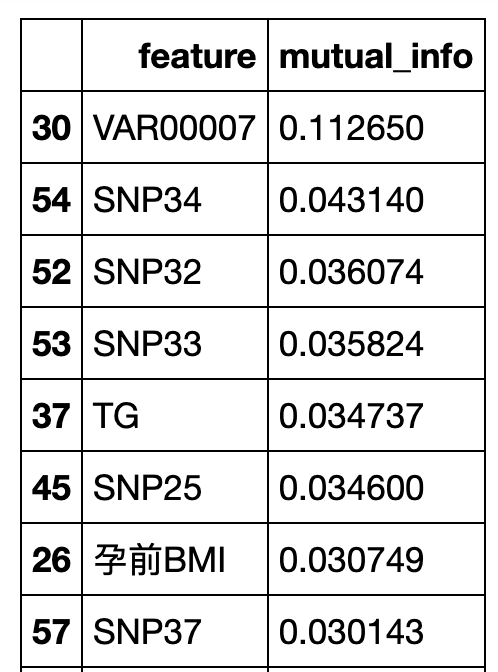 feature mutual_info
30 VAR00007 0.112650
54 SNP34 0.043140
52 SNP32 0.036074
53 SNP33 0.035824
37 TG 0.034737
45 SNP25 0.034600
26 孕前BMI 0.030749
57 SNP37 0.030143